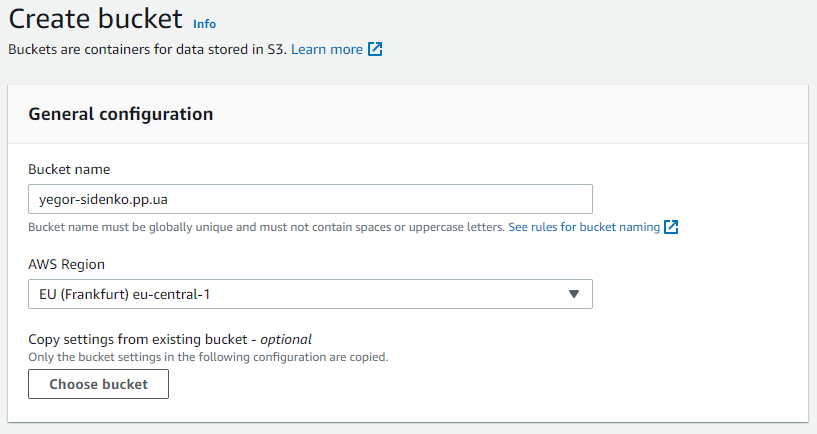 Create bucket Info
Buckets are containers for data stored in S3. Learn more
General configuration
Bucket name
yegor-sidenko.pp.ua
Bucket name must be globally unique and must not contain spaces or uppercase letters. See rules for bucket naming
AWS Region
EU (Frankfurt) eu-central-1
Copy settings from existing bucket - optional
Only the bucket settings in the following configuration are copied.
Choose bucket